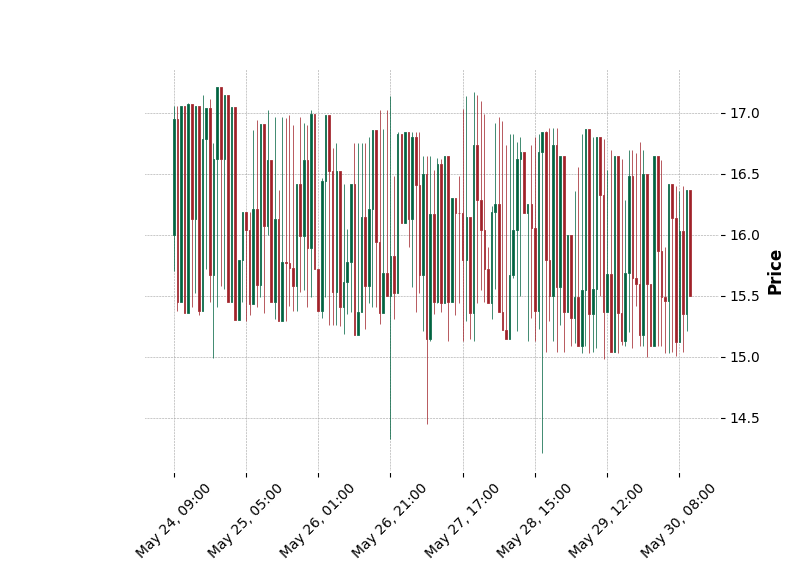 17.0
16.5
16.0
15.5
15.0
14.5
Price
May 24, 09:00
May 25, 05:00
May 26, 01:00
May 26, 21:00
May 27, 17:00
May 28, 15:00
May 29, 12:00
May 30, 08:00